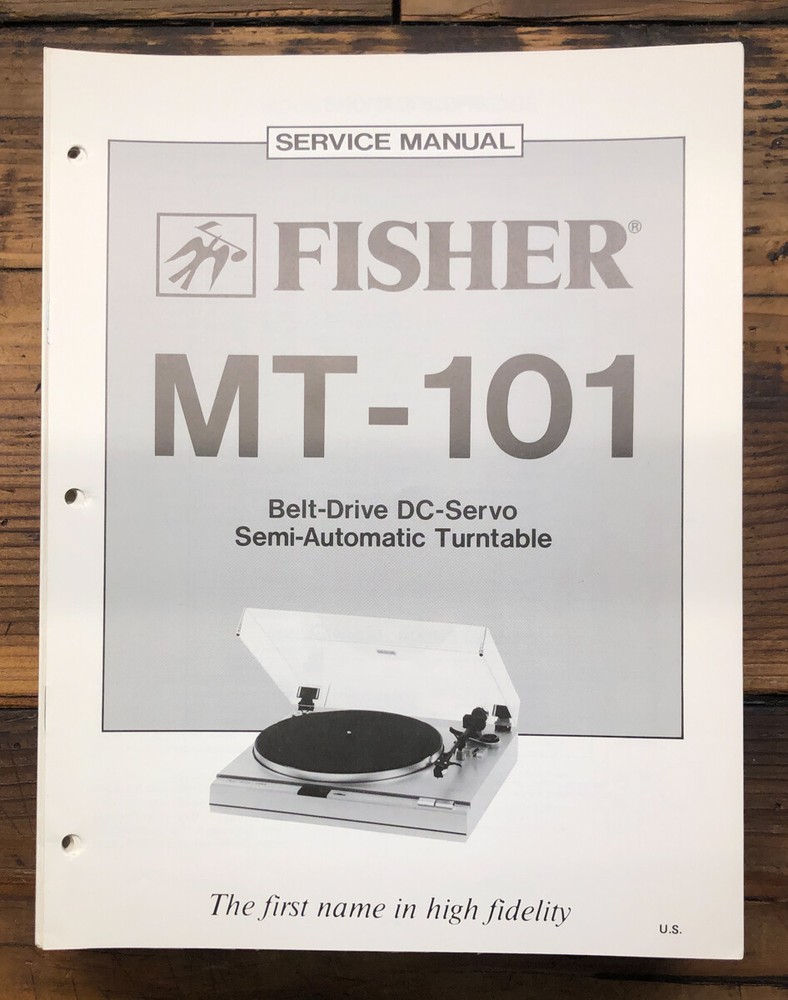 SERVICE MANUAL
FISHER®
MT-101
Belt-Drive DC-Servo
Semi-Automatic Turntable
The first name in high fidelity
U.S.